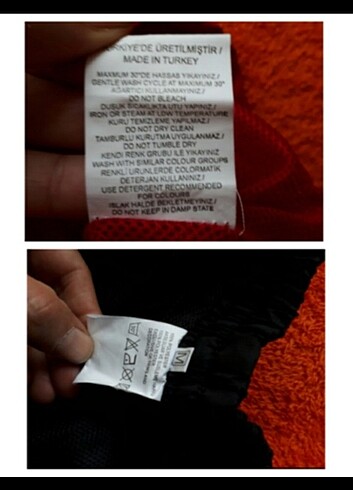 TÜRKİYE'DE ÜRETİLMİŞTİR /
MADE IN TURKEY
MAXMUM 30°DE HASSAS YIKAYINIZ /
GENTLE WASH CYCLE AT MAXIMUM 30°
AĞARTICI KULLANMAYINIZ /
DO NOT BLEACH
DÜŞÜK SICAKLIKTA ÜTÜ YAPINIZ /
IRON OR STEAM AT LOW TEMPERATURE
KURU TEMİZLEME YAPILMAZ /
DO NOT DRY CLEAN
TAMBURLU KURUTMA UYGULANMAZ /
DO NOT TUMBLE DRY
KENDİ RENK GRUBU İLE YIKAYINIZ
WASH WITH SIMILAR COLOUR GROUPS
RENKLİ ÜRÜNLERDE COLORMATİK
DETERJAN KULLANINIZ /
USE DETERGENT RECOMMENDED
FOR COLOURS
ISLAK HALDE BEKLETMEYİNİZ /
DO NOT KEEP IN DAMP STATE
M